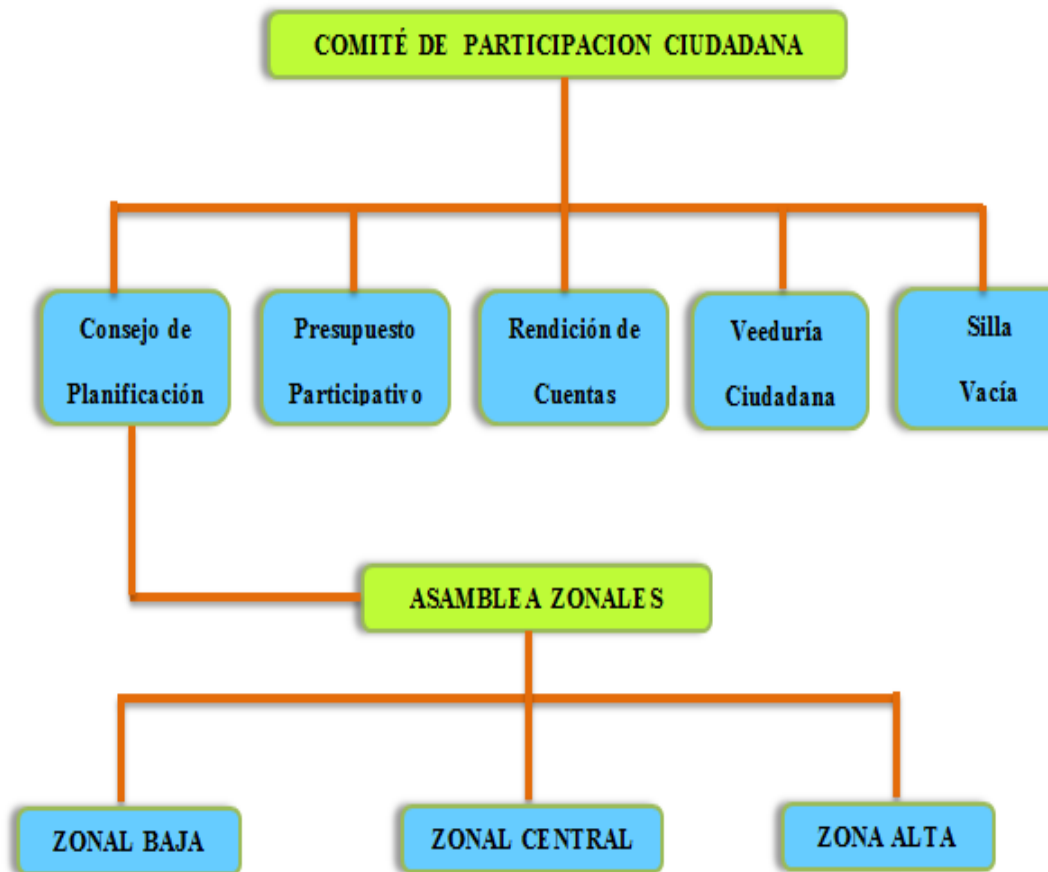 COMITÉ DE PARTICIPACION CIUDADANA
Consejo de
Planificación
Presupuesto
Participativo
Rendición de
Cuentas
Veeduría
Ciudadana
Silla
Vacía
ASAMBLEA ZONALES
ZONAL BAJA
ZONAL CENTRAL
ZONA ALTA